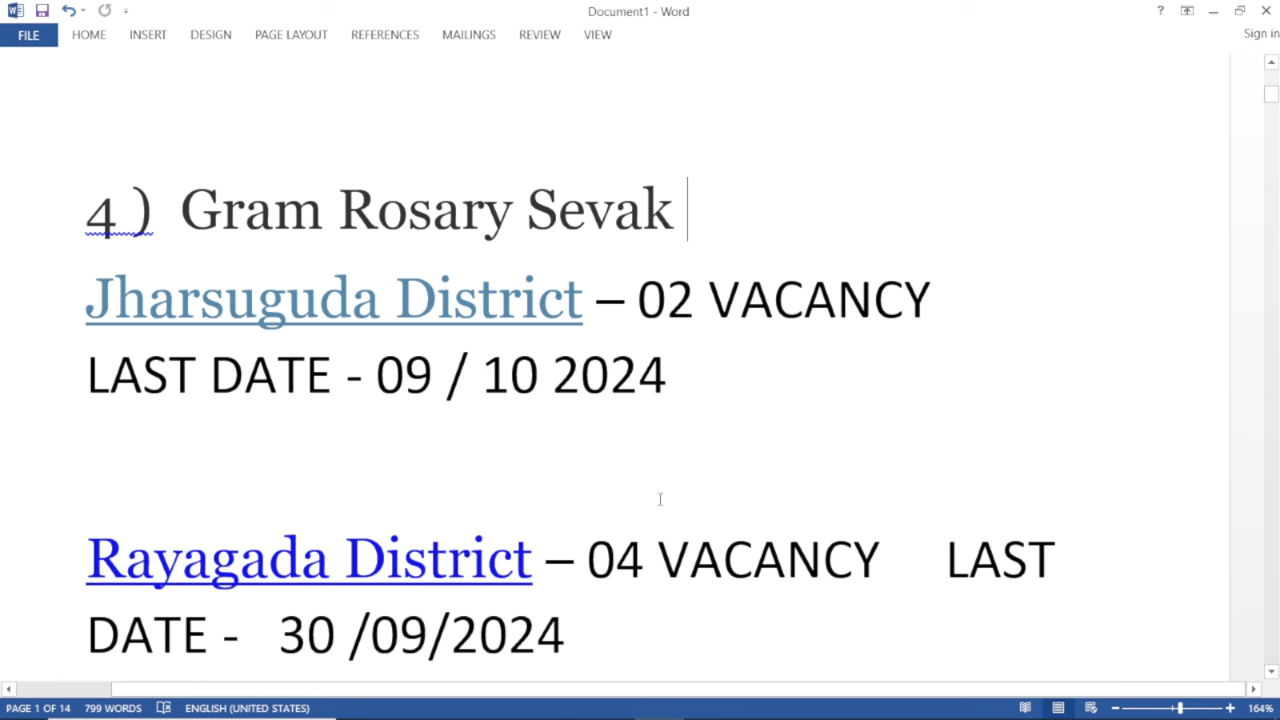 Document1 - Word
?
FILE HOME INSERT DESIGN PAGE LAYOUT REFERENCES MAILINGS REVIEW VIEW Sign in
4 ) Gram Rosary Sevak
Jharsuguda District – 02 VACANCY
LAST DATE - 09 / 10 2024
Rayagada District – 04 VACANCY LAST
DATE - 30 /09/2024
PAGE 1 OF 14 799 WORDS ENGLISH (UNITED STATES) 164%